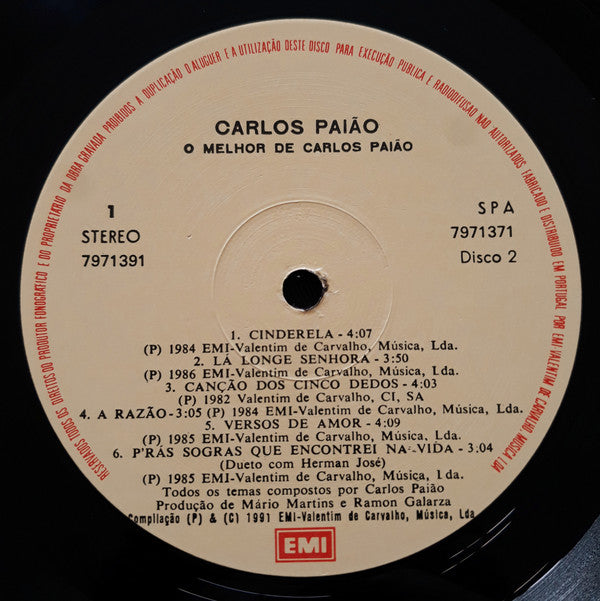 RESERVADOS TODOS OS DIREITOS DO PRODUTOR FONOGRÁFICO E DO PROPRIETÁRIO DA OBRA GRAVADA PROIBIDOS A DUPLICAÇÃO O ALUGUER E A UTILIZAÇÃO DESTE DISCO PARA EXECUÇÃO PUBLICA E RADIODIFUSÃO NÃO AUTORIZADOS FABRICADO E DISTRIBUÍDO EM PORTUGAL POR EMI-VALENTIM DE CARVALHO, MÚSICA LDA
CARLOS PAIÃO
O MELHOR DE CARLOS PAIÃO
1 SPA
STEREO 7971371
7971391 Disco 2
1. CINDERELA - 4:07
(P) 1984 EMI-Valentim de Carvalho, Música, Lda.
2. LÁ LONGE SENHORA - 3:50
(P) 1986 EMI-Valentim de Carvalho, Música, Lda.
3. CANÇÃO DOS CINCO DEDOS - 4:03
(P) 1982 Valentim de Carvalho, CI, SA
4. A RAZÃO - 3:05 (P) 1984 EMI-Valentim de Carvalho, Música, Lda.
5. VERSOS DE AMOR - 4:09
(P) 1985 EMI-Valentim de Carvalho, Música, Lda.
6. P'RÁS SOGRAS QUE ENCONTREI NA VIDA - 3:04
(Dueto com Herman José)
(P) 1985 EMI-Valentim de Carvalho, Música, Lda.
Todos os temas compostos por Carlos Paião
Produção de Mário Martins e Ramon Galarza
Compilação (P) & (C) 1991 EMI-Valentim de Carvalho, Música, Lda
EMI